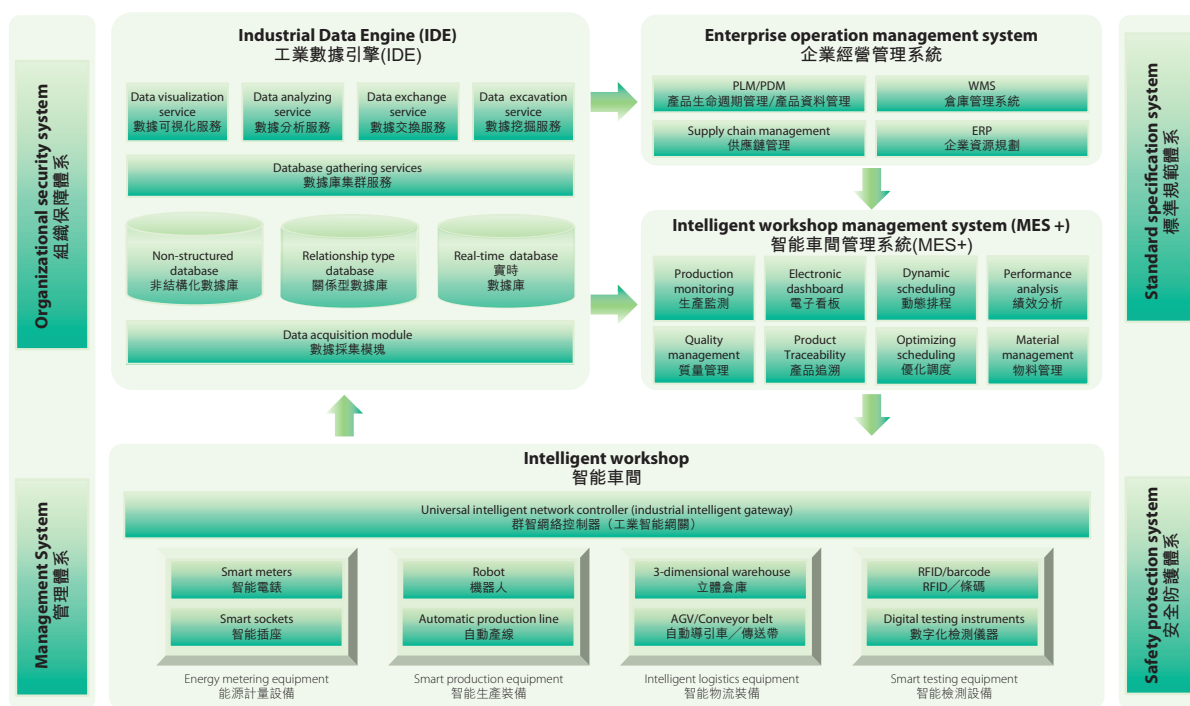 Organizational security system
組織保障體系
Management System
管理體系
Industrial Data Engine (IDE)
工業數據引擎(IDE)
Data visualization
service
數據可視化服務
Data analyzing
service
數據分析服務
Data exchange
service
數據交換服務
Data excavation
service
數據挖掘服務
Database gathering services
數據庫集群服務
Non-structured
database
非結構化數據庫
Relationship type
database
關係型數據庫
Real-time database
實時
數據庫
Data acquisition module
數據採集模塊
Enterprise operation management system
企業經營管理系統
PLM/PDM
產品生命週期管理/產品資料管理
WMS
倉庫管理系統
Supply chain management
供應鏈管理
ERP
企業資源規劃
Intelligent workshop management system (MES +)
智能車間管理系統(MES+)
Production
monitoring
生產監測
Electronic
dashboard
電子看板
Dynamic
scheduling
動態排程
Performance
analysis
績效分析
Quality
management
質量管理
Product
Traceability
產品追溯
Optimizing
scheduling
優化調度
Material
management
物料管理
Intelligent workshop
智能車間
Universal intelligent network controller (industrial intelligent gateway)
群智網絡控制器（工業智能網關）
Smart meters
智能電錶
Smart sockets
智能插座
Energy metering equipment
能源計量設備
Robot
機器人
Automatic production line
自動產線
Smart production equipment
智能生產裝備
3-dimensional warehouse
立體倉庫
AGV/Conveyor belt
自動導引車／傳送帶
Intelligent logistics equipment
智能物流裝備
RFID/barcode
RFID／條碼
Digital testing instruments
數字化檢測儀器
Smart testing equipment
智能檢測設備
Standard specification system
標準規範體系
Safety protection system
安全防護體系